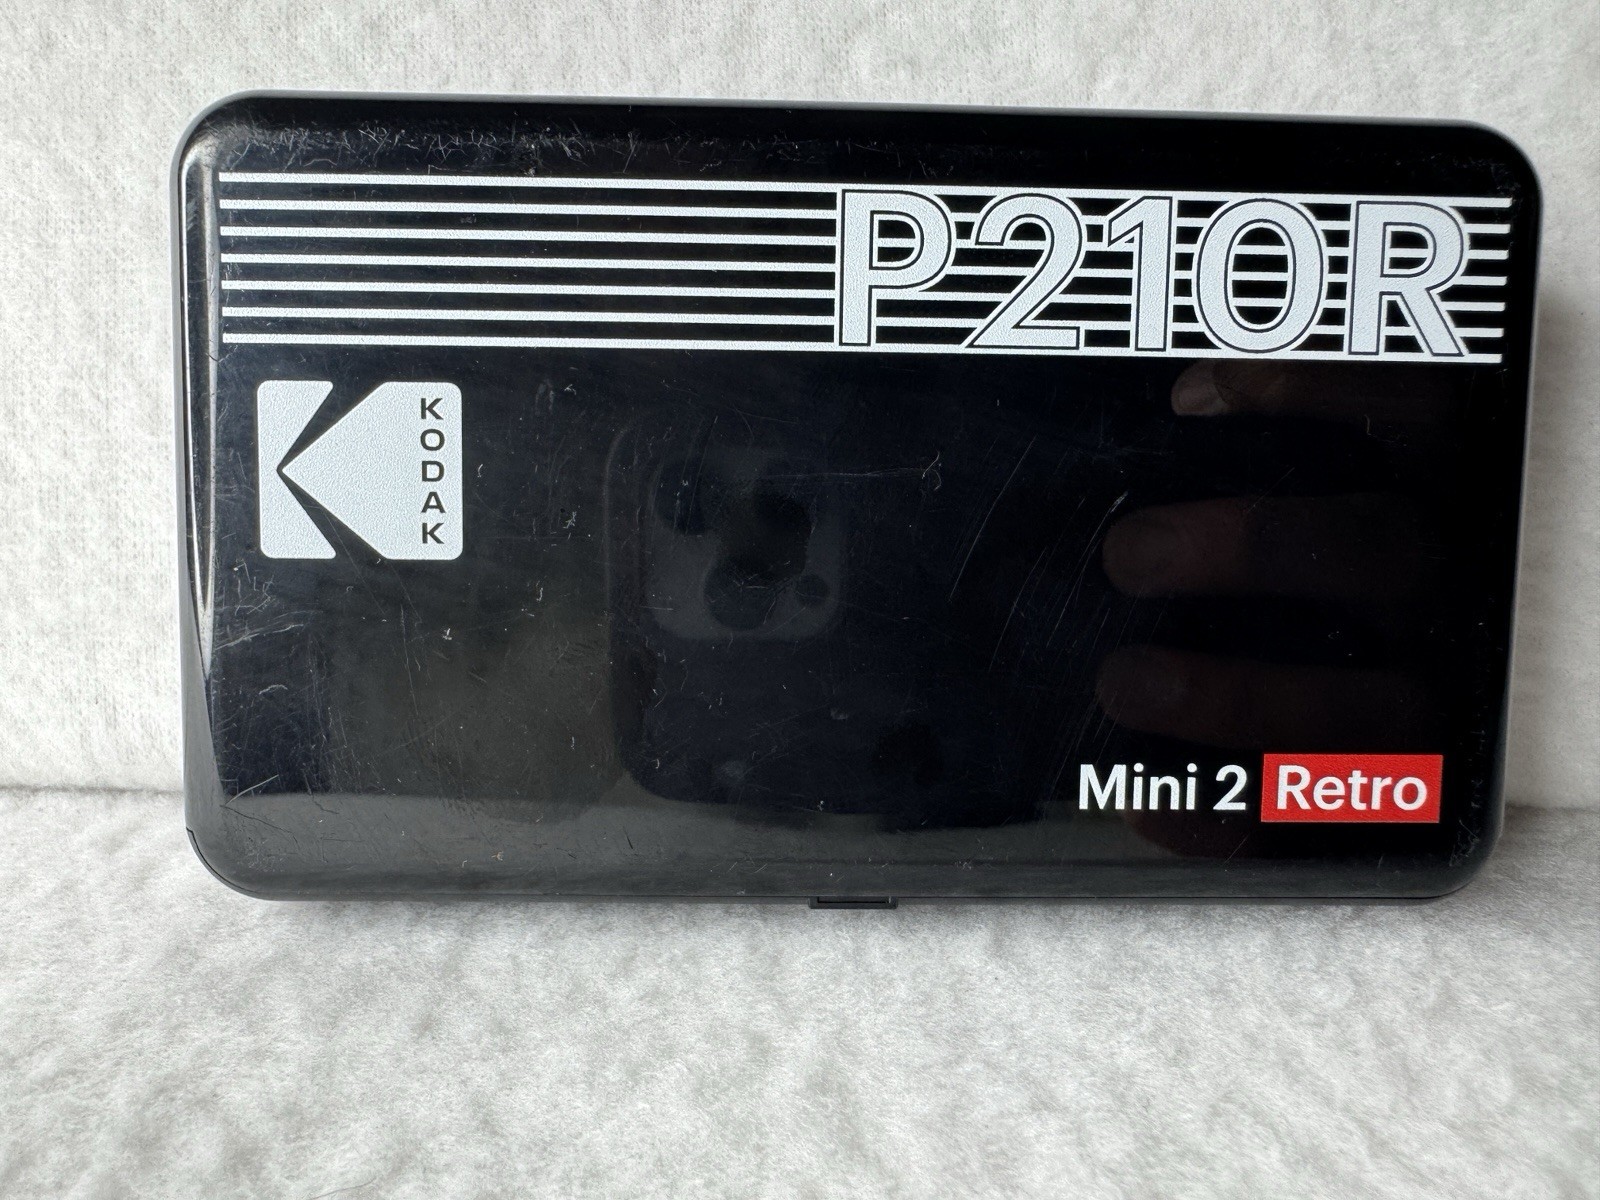 P210R
KODAK
Mini 2 Retro